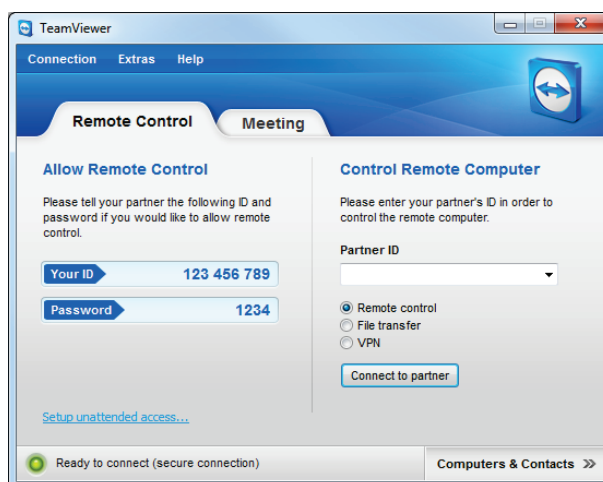 TeamViewer
Connection Extras Help
Remote Control Meeting
Allow Remote Control
Please tell your partner the following ID and
password if you would like to allow remote
control.
Your ID 123 456 789
Password 1234
Setup unattended access...
Control Remote Computer
Please enter your partner's ID in order to
control the remote computer.
Partner ID
Remote control
File transfer
VPN
Connect to partner
Ready to connect (secure connection)
Computers & Contacts